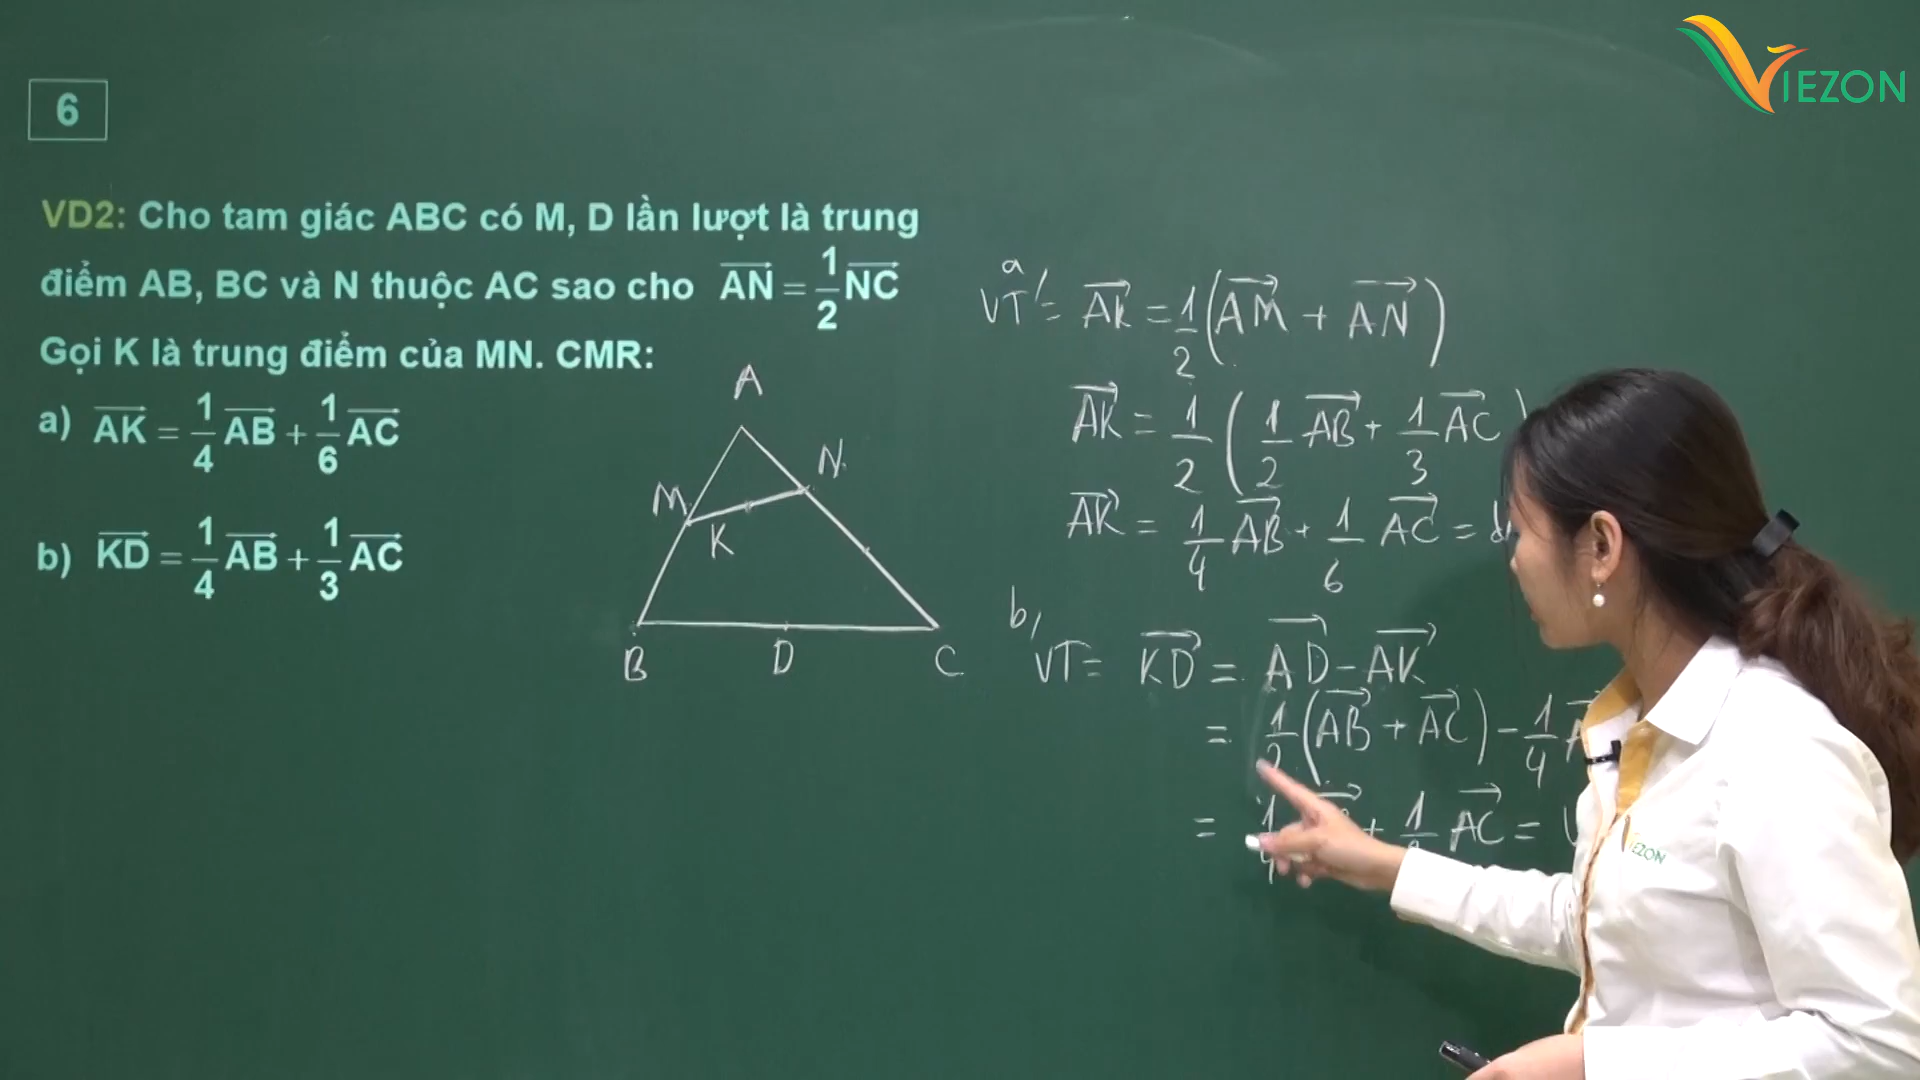 VIEZON
6
VD2: Cho tam giác ABC có M, D lần lượt là trung
điểm AB, BC và N thuộc AC sao cho AN = 1/2 NC
Gọi K là trung điểm của MN. CMR:
a) AK = 1/4 AB + 1/6 AC
b) KD = 1/4 AB + 1/3 AC
A
M
N
K
B
D
C
a,
VT = AK = 1/2 (AM + AN)
AK = 1/2 (1/2 AB + 1/3 AC)
AK = 1/4 AB + 1/6 AC =
b,
VT = KD = AD - AK
= 1/2 (AB + AC) - 1/4
= 1/4 + 1/ AC =
VIEZON